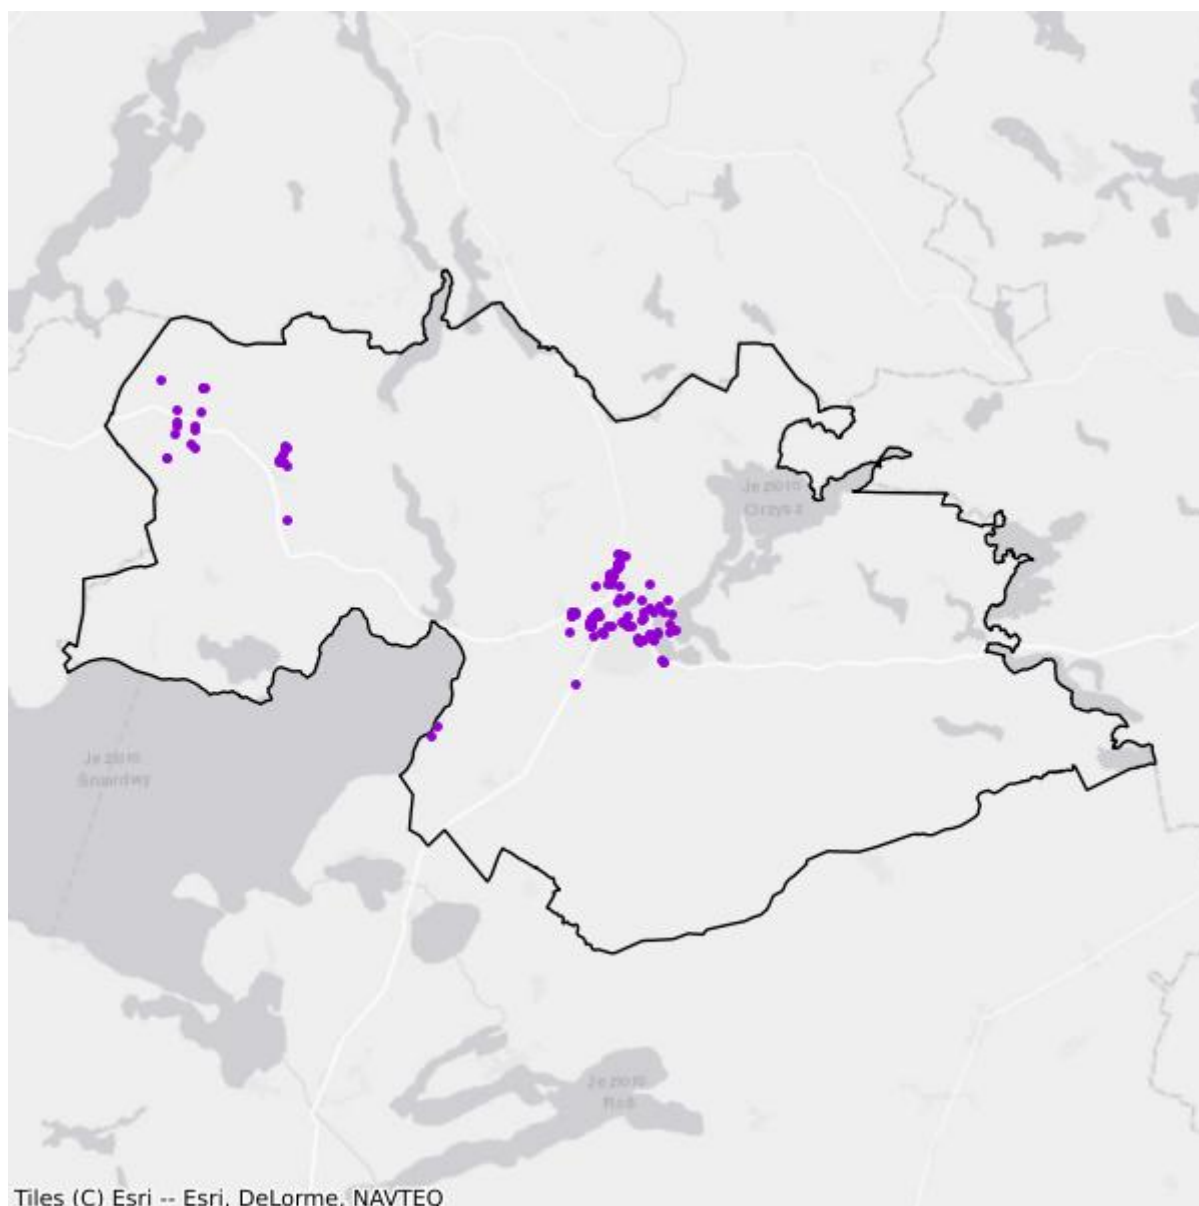 Jezioro
Orzysz
Jezioro
Śniardwy
Jezioro
Roś
Tiles (C) Esri -- Esri, DeLorme, NAVTEQ